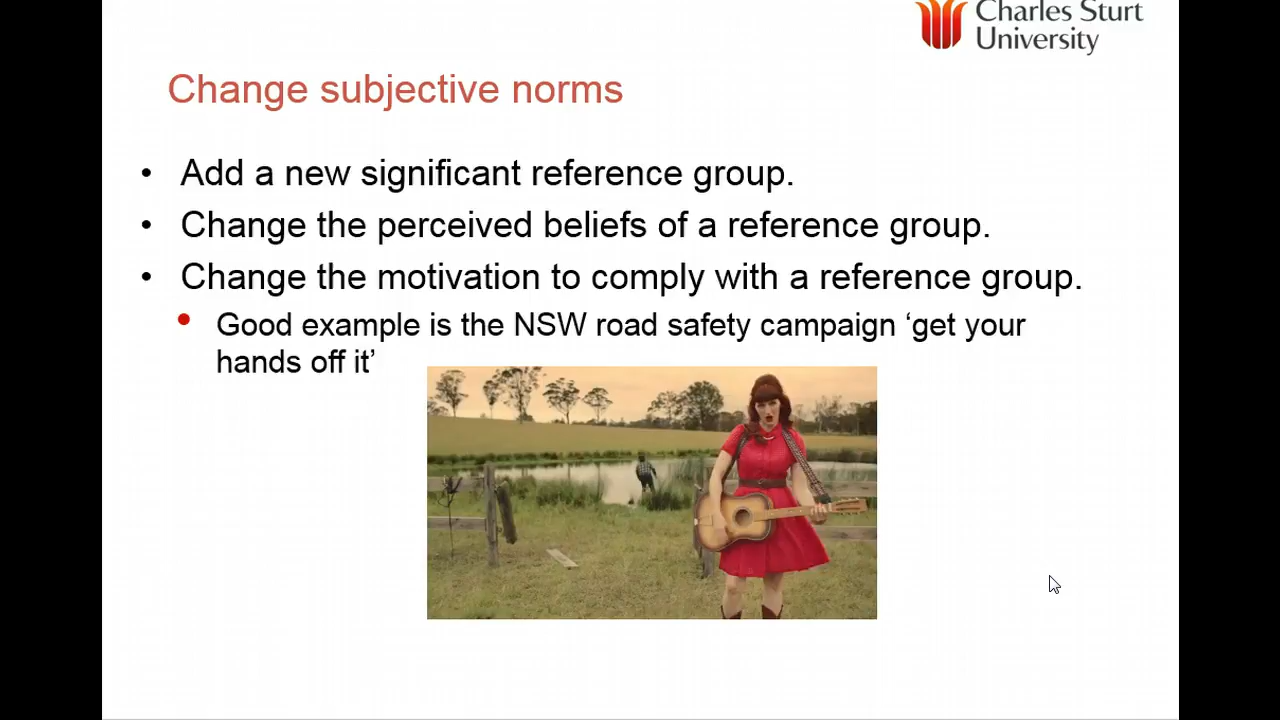 Charles Sturt
University
Change subjective norms
• Add a new significant reference group.
• Change the perceived beliefs of a reference group.
• Change the motivation to comply with a reference group.
• Good example is the NSW road safety campaign ‘get your
hands off it’